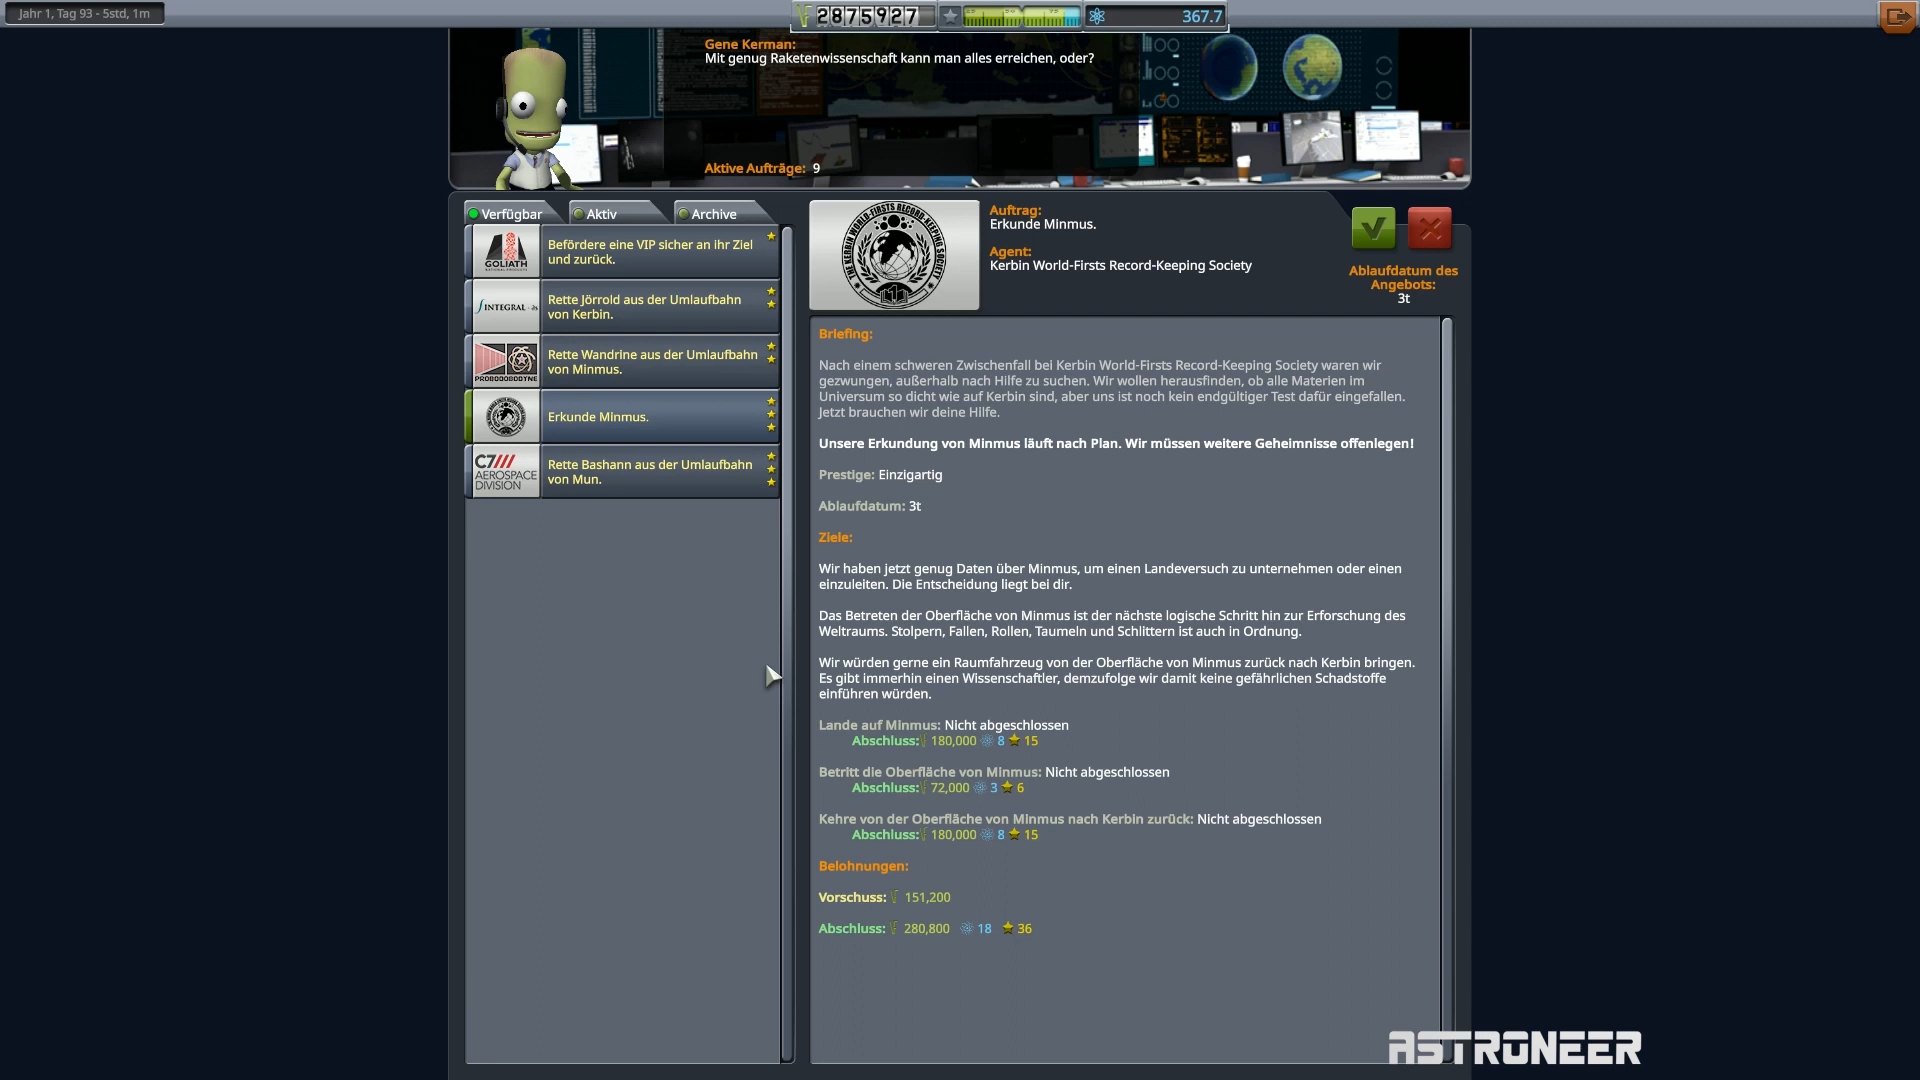 Jahr 1, Tag 93 - 5std, 1m
2875927
367.7
Gene Kerman:
Mit genug Raketenwissenschaft kann man alles erreichen, oder?
Aktive Aufträge: 9
Verfügbar
Aktiv
Archive
GOLIATH
Befördere eine VIP sicher an ihr Ziel
und zurück.
INTEGRAL
Rette Jörrold aus der Umlaufbahn
von Kerbin.
PROBODOBODYNE
Rette Wandrine aus der Umlaufbahn
von Minmus.
Erkunde Minmus.
C7///
AEROSPACE
DIVISION
Rette Bashann aus der Umlaufbahn
von Mun.
THE KERBIN WORLD-FIRSTS RECORD-KEEPING SOCIETY
Auftrag:
Erkunde Minmus.
Agent:
Kerbin World-Firsts Record-Keeping Society
Ablaufdatum des
Angebots:
3t
Briefing:
Nach einem schweren Zwischenfall bei Kerbin World-Firsts Record-Keeping Society waren wir
gezwungen, außerhalb nach Hilfe zu suchen. Wir wollen herausfinden, ob alle Materien im
Universum so dicht wie auf Kerbin sind, aber uns ist noch kein endgültiger Test dafür eingefallen.
Jetzt brauchen wir deine Hilfe.
Unsere Erkundung von Minmus läuft nach Plan. Wir müssen weitere Geheimnisse offenlegen!
Prestige: Einzigartig
Ablaufdatum: 3t
Ziele:
Wir haben jetzt genug Daten über Minmus, um einen Landeversuch zu unternehmen oder einen
einzuleiten. Die Entscheidung liegt bei dir.
Das Betreten der Oberfläche von Minmus ist der nächste logische Schritt hin zur Erforschung des
Weltraums. Stolpern, Fallen, Rollen, Taumeln und Schlittern ist auch in Ordnung.
Wir würden gerne ein Raumfahrzeug von der Oberfläche von Minmus zurück nach Kerbin bringen.
Es gibt immerhin einen Wissenschaftler, demzufolge wir damit keine gefährlichen Schadstoffe
einführen würden.
Lande auf Minmus: Nicht abgeschlossen
Abschluss: 180,000 8 15
Betritt die Oberfläche von Minmus: Nicht abgeschlossen
Abschluss: 72,000 3 6
Kehre von der Oberfläche von Minmus nach Kerbin zurück: Nicht abgeschlossen
Abschluss: 180,000 8 15
Belohnungen:
Vorschuss: 151,200
Abschluss: 280,800 18 36
ASTRONEER